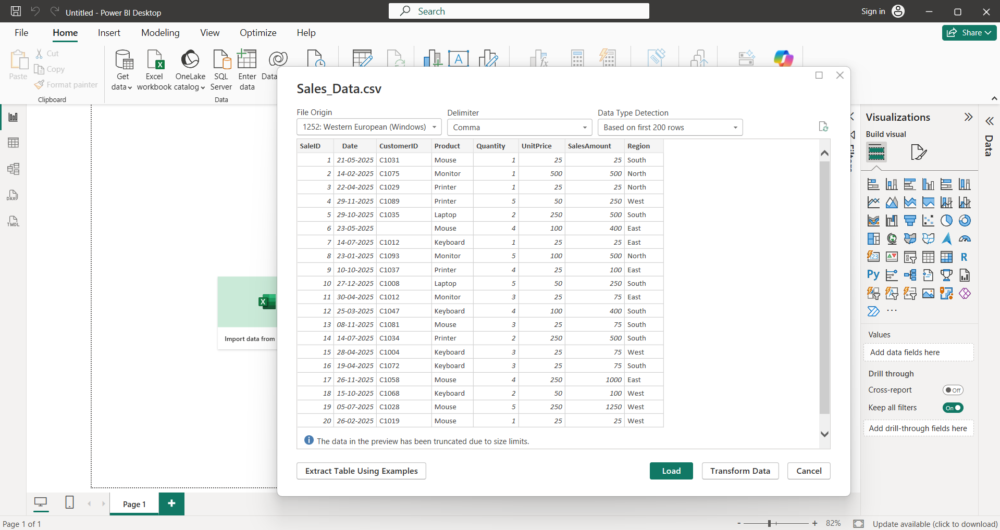 Untitled - Power BI Desktop
Search
Sign in
File Home Insert Modeling View Optimize Help
Share
Paste
Cut
Copy
Format painter
Clipboard
Get data
Excel workbook
OneLake catalog
SQL Server
Enter data
Data
Sales_Data.csv
File Origin
1252: Western European (Windows)
Delimiter
Comma
Data Type Detection
Based on first 200 rows
SaleID Date CustomerID Product Quantity UnitPrice SalesAmount Region
1 21-05-2025 C1031 Mouse 1 25 25 South
2 14-02-2025 C1075 Monitor 1 500 500 North
3 22-04-2025 C1029 Printer 1 25 25 North
4 29-11-2025 C1089 Printer 5 50 250 West
5 29-10-2025 C1035 Laptop 2 250 500 South
6 23-05-2025 Mouse 4 100 400 East
7 14-07-2025 C1012 Keyboard 1 25 25 East
8 23-01-2025 C1093 Monitor 5 100 500 North
9 10-10-2025 C1037 Printer 4 25 100 East
10 27-12-2025 C1008 Laptop 5 50 250 South
11 30-04-2025 C1012 Monitor 3 25 75 East
12 25-03-2025 C1047 Keyboard 4 100 400 South
13 08-11-2025 C1081 Mouse 3 25 75 South
14 14-07-2025 C1034 Printer 2 250 500 South
15 28-04-2025 C1004 Keyboard 3 25 75 West
16 19-04-2025 C1072 Keyboard 3 25 75 South
17 26-11-2025 C1058 Mouse 4 250 1000 East
18 15-10-2025 C1068 Keyboard 2 50 100 West
19 05-07-2025 C1028 Mouse 5 250 1250 West
20 26-02-2025 C1019 Mouse 1 25 25 West
The data in the preview has been truncated due to size limits.
Extract Table Using Examples
Load
Transform Data
Cancel
Import data from
DAX
TMDL
Visualizations
Build visual
123
R
Py
Values
Add data fields here
Drill through
Cross-report
Off
Keep all filters
On
Add drill-through fields here
Data
Page 1
Page 1 of 1
82%
Update available (click to download)